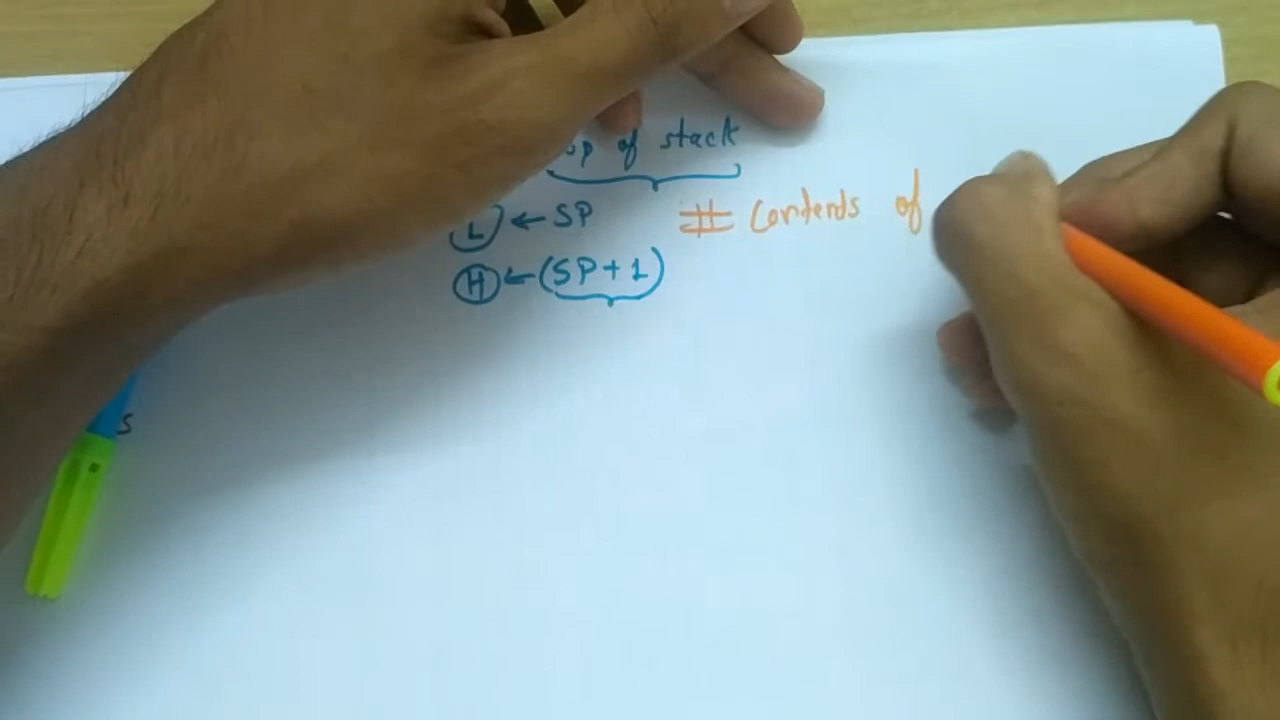 of stack
L ← SP # Contents of
H ← (SP+1)
s